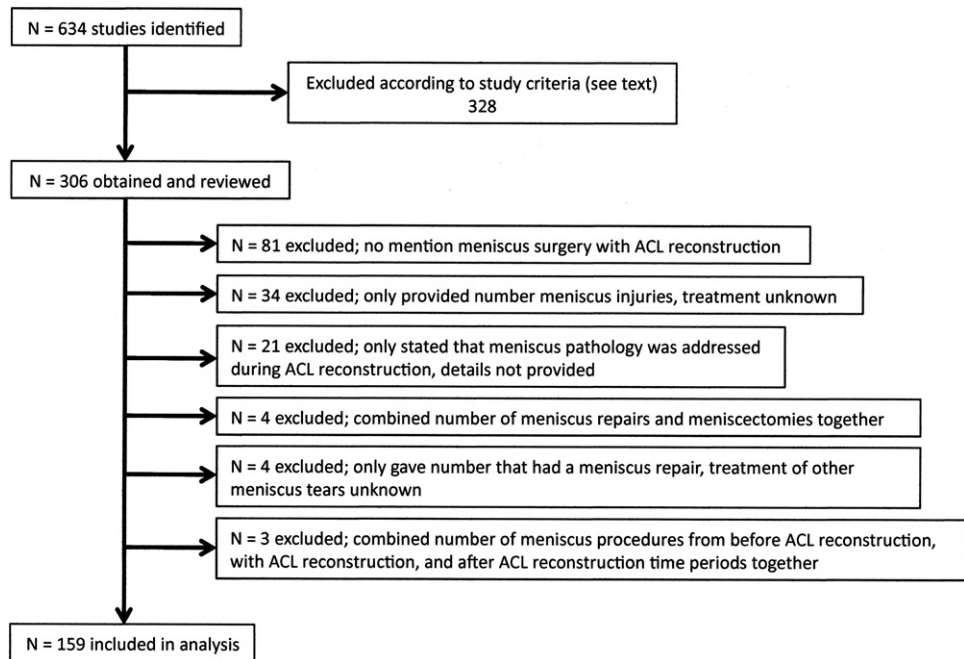 N = 634 studies identified
Excluded according to study criteria (see text)
328
N = 306 obtained and reviewed
N = 81 excluded; no mention meniscus surgery with ACL reconstruction
N = 34 excluded; only provided number meniscus injuries, treatment unknown
N = 21 excluded; only stated that meniscus pathology was addressed
during ACL reconstruction, details not provided
N = 4 excluded; combined number of meniscus repairs and meniscectomies together
N = 4 excluded; only gave number that had a meniscus repair, treatment of other
meniscus tears unknown
N = 3 excluded; combined number of meniscus procedures from before ACL reconstruction,
with ACL reconstruction, and after ACL reconstruction time periods together
N = 159 included in analysis